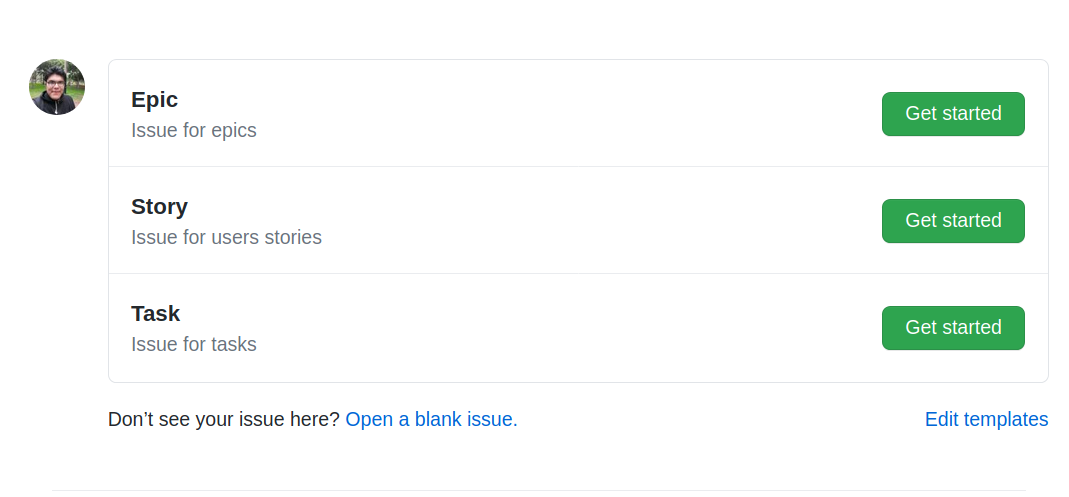 Epic
Issue for epics
Get started
Story
Issue for users stories
Get started
Task
Issue for tasks
Get started
Don’t see your issue here? Open a blank issue.
Edit templates